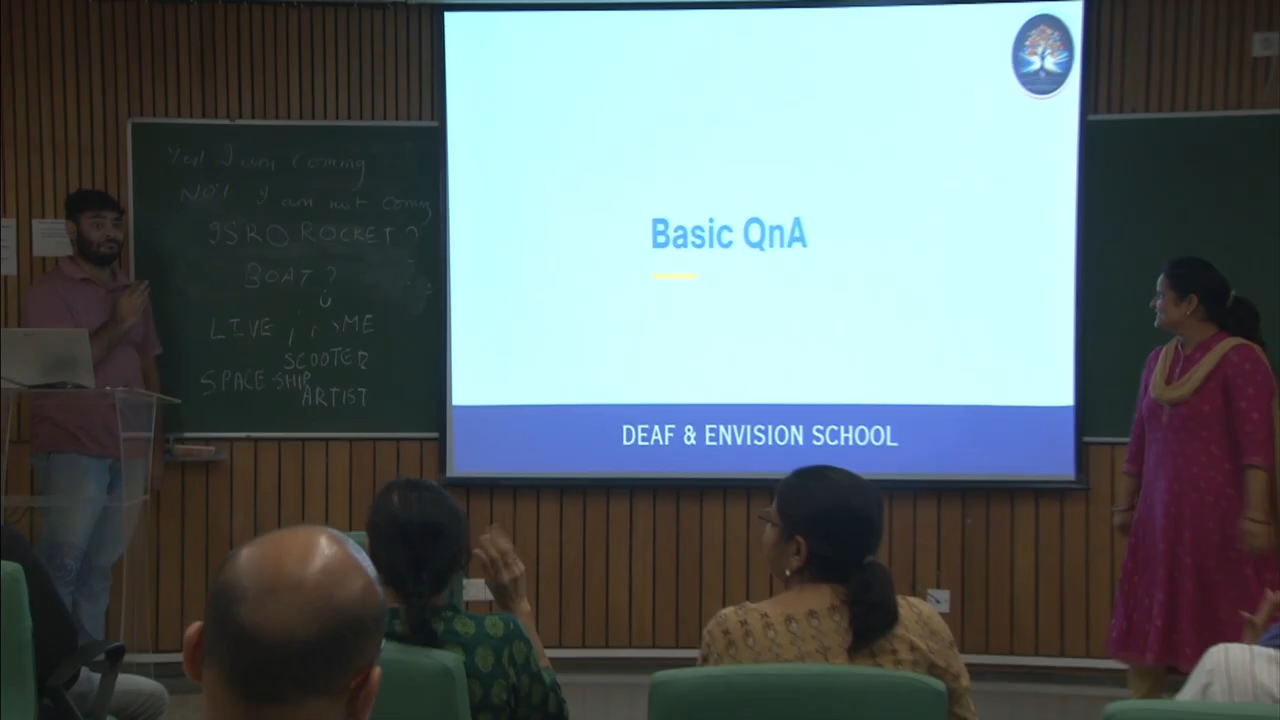 Yes! I am Coming
NO! I am not coming
ISRO ROCKET?
BOAT?
LIVE ME
SCOOTER
SPACE-SHIP
ARTIST
Basic QnA
DEAF & ENVISION SCHOOL